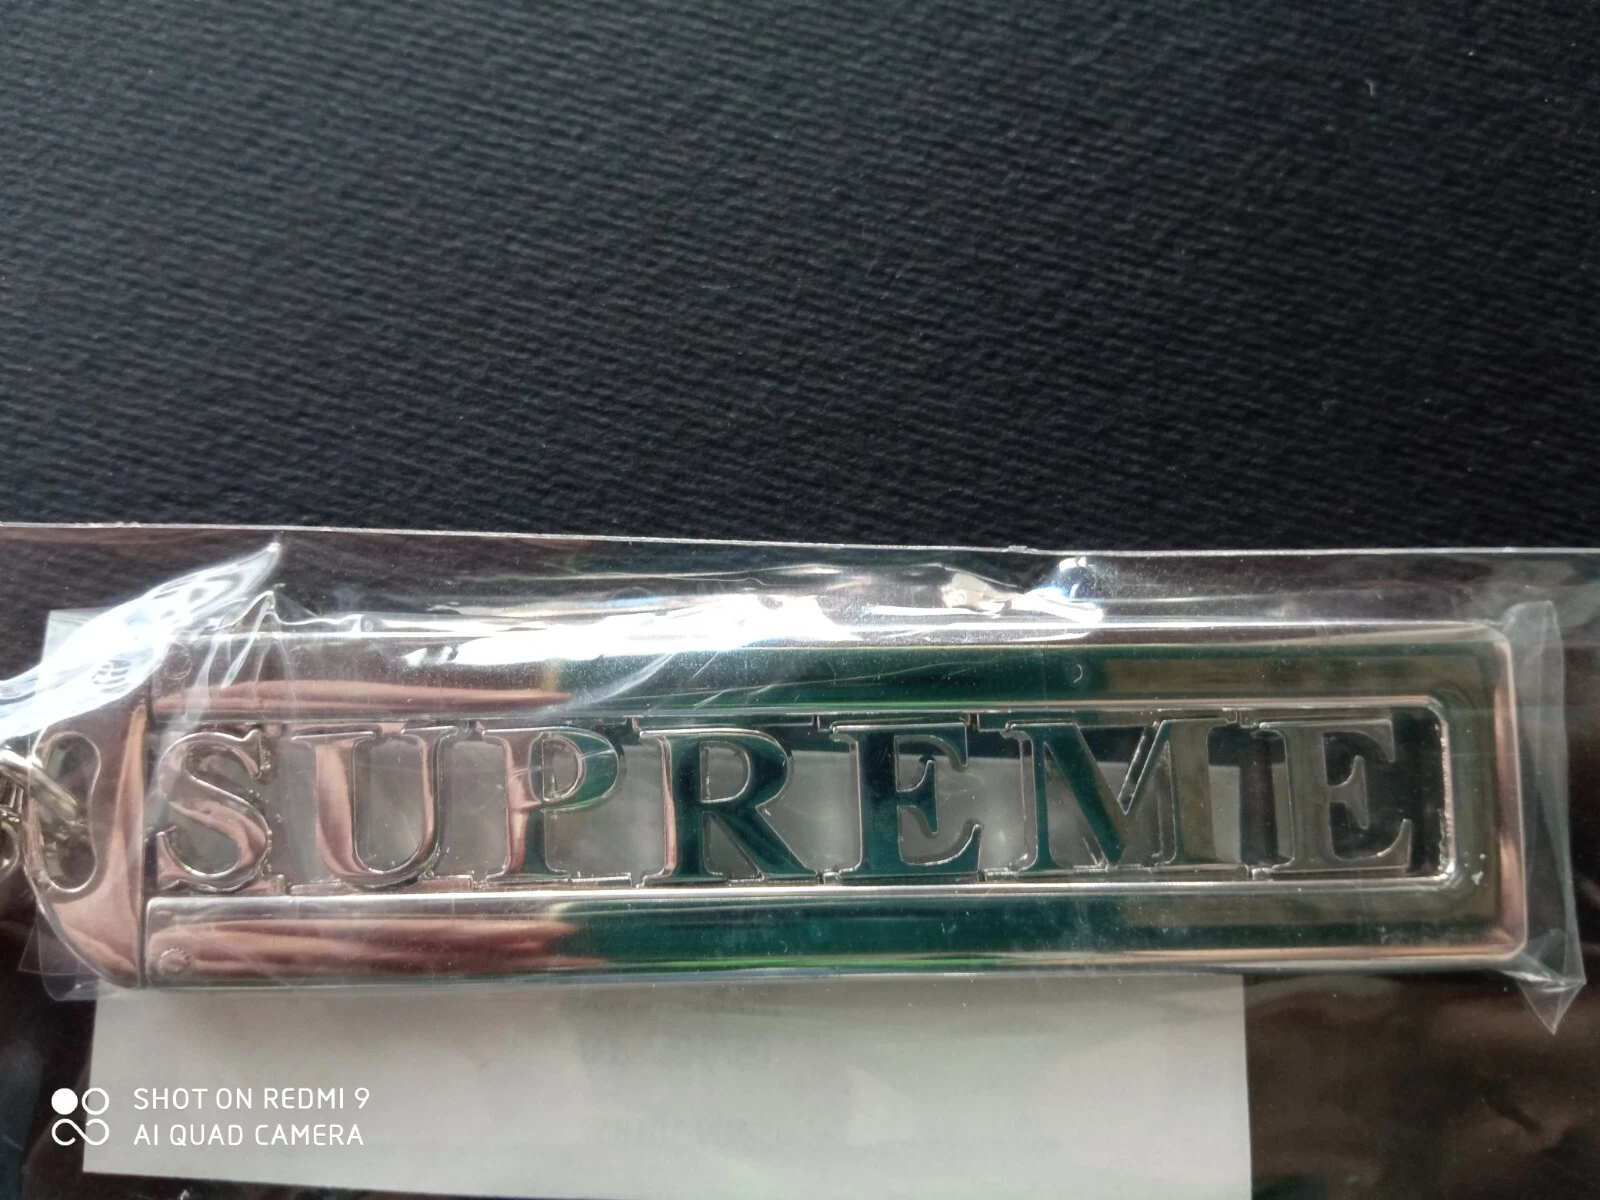 SUPREME
SHOT ON REDMI 9
AI QUAD CAMERA